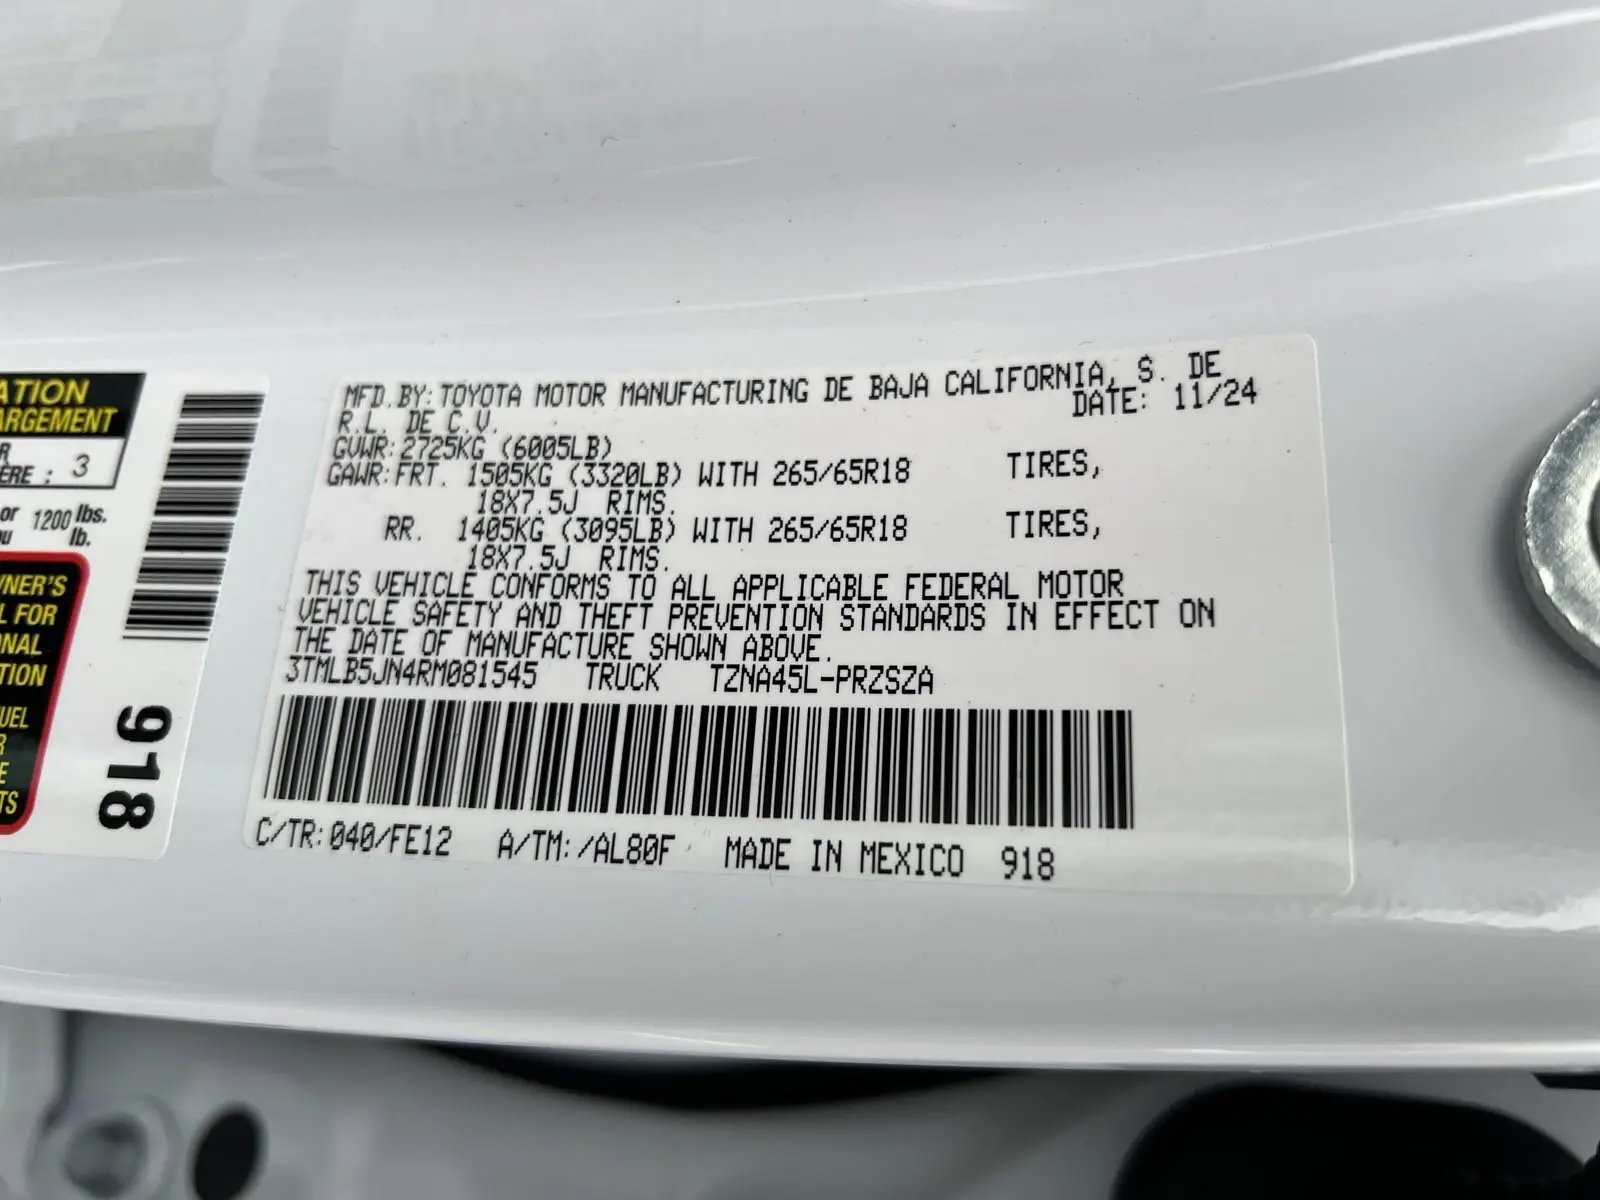 ATION
ARGEMENT
R
ÈRE : 3
or 1200 lbs.
lb.
NER'S
L FOR
ONAL
TION
UEL
R
E
TS
918
MFD.BY:TOYOTA MOTOR MANUFACTURING DE BAJA CALIFORNIA, S. DE
R.L. DE C.V. DATE: 11/24
GVWR:2725KG (6005LB)
GAWR:FRT. 1505KG (3320LB) WITH 265/65R18 TIRES,
18X7.5J RIMS.
RR. 1405KG (3095LB) WITH 265/65R18 TIRES,
18X7.5J RIMS.
THIS VEHICLE CONFORMS TO ALL APPLICABLE FEDERAL MOTOR
VEHICLE SAFETY AND THEFT PREVENTION STANDARDS IN EFFECT ON
THE DATE OF MANUFACTURE SHOWN ABOVE.
3TMLB5JN4RM081545 TRUCK TZNA45L-PRZSZA
C/TR:040/FE12 A/TM:/AL80F MADE IN MEXICO 918